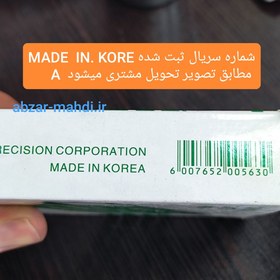 شماره سریال ثبت شده MADE IN. KORE
A مطابق تصویر تحویل مشتری میشود
abzar-mahdi.ir
RECISION CORPORATION
MADE IN KOREA
6 007652 005630